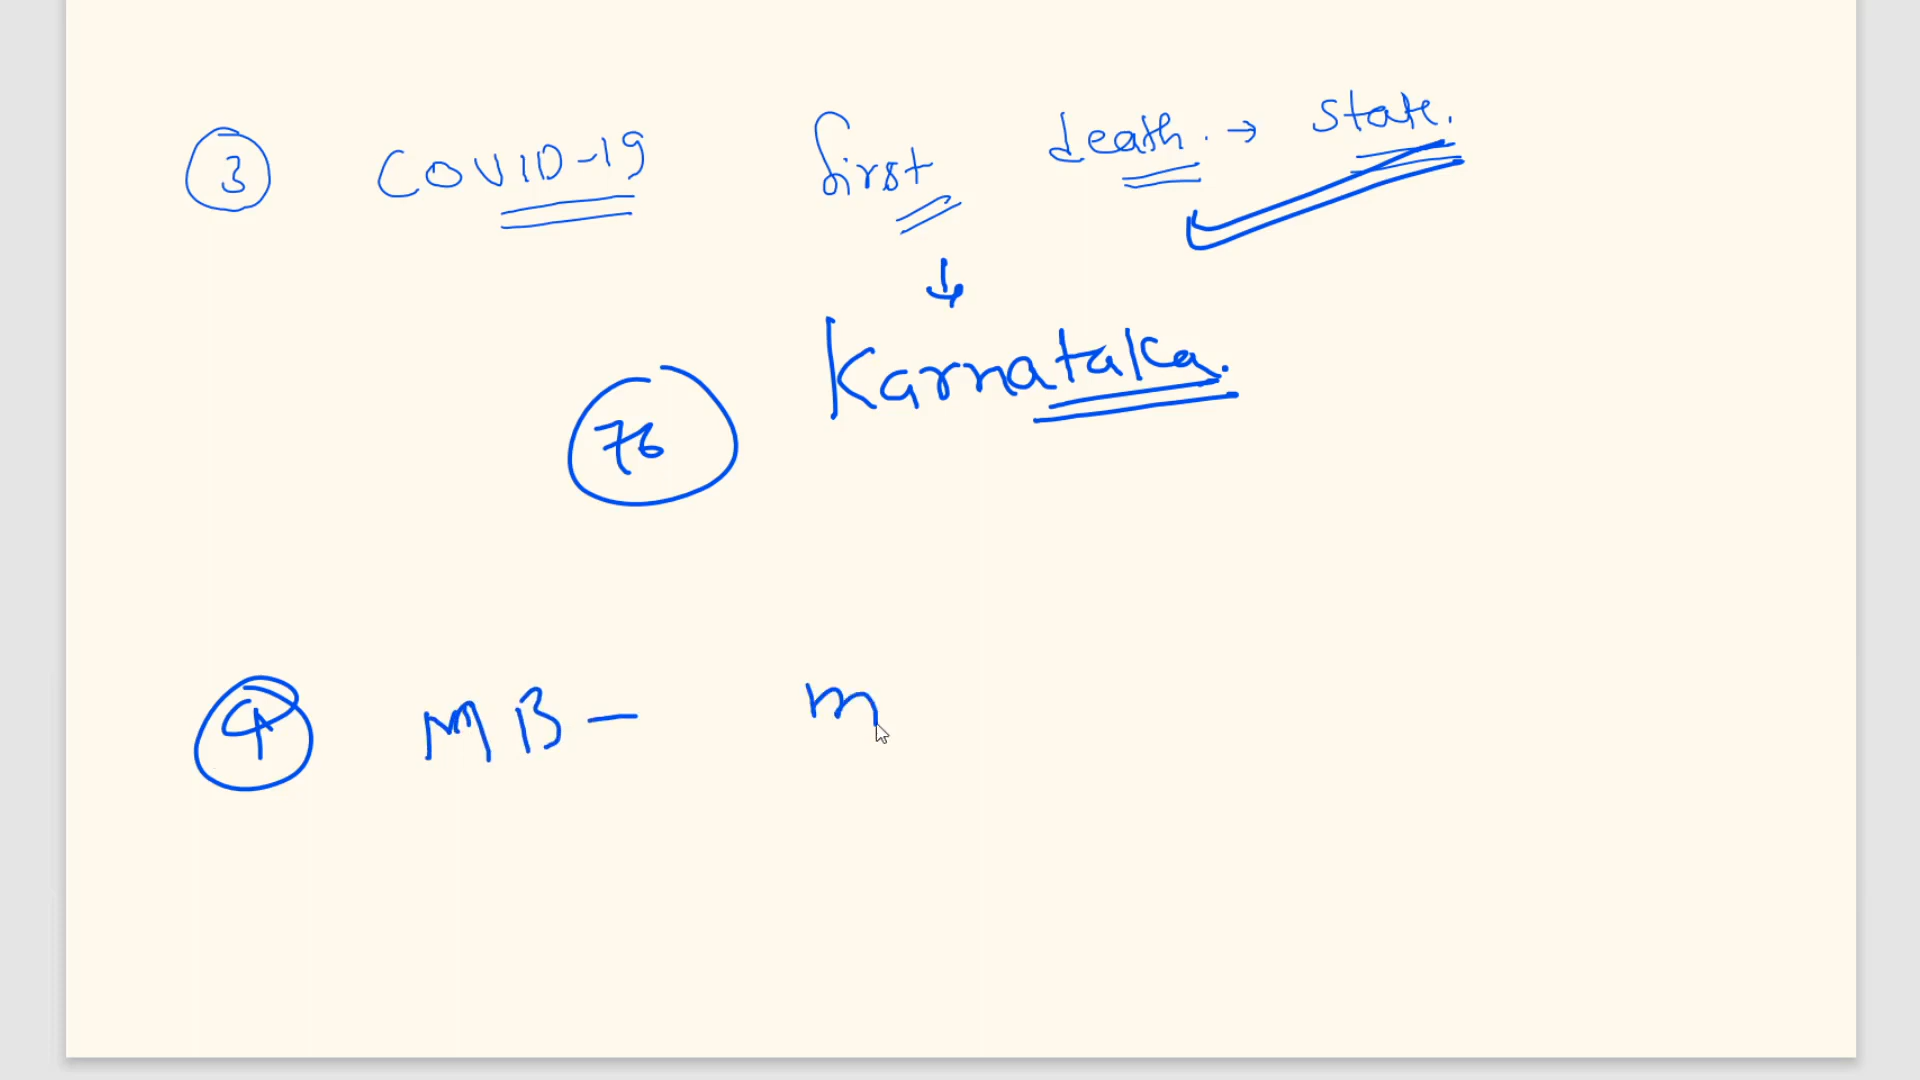 3 COVID-19 first death. → state.
↓
Karnataka.
76
4 MB - m